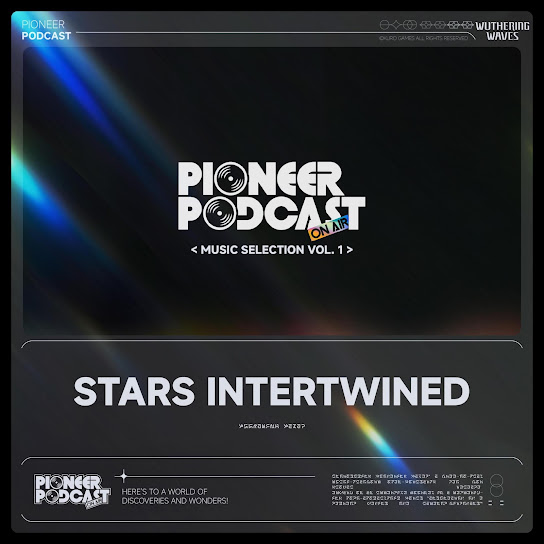 PIONEER
PODCAST
WUTHERING
WAVES
©KURO GAMES ALL RIGHTS RESERVED
PIONEER
PODCAST
ON AIR
< MUSIC SELECTION VOL. 1 >
STARS INTERTWINED
PIONEER
PODCAST
HERE'S TO A WORLD OF
DISCOVERIES AND WONDERS!